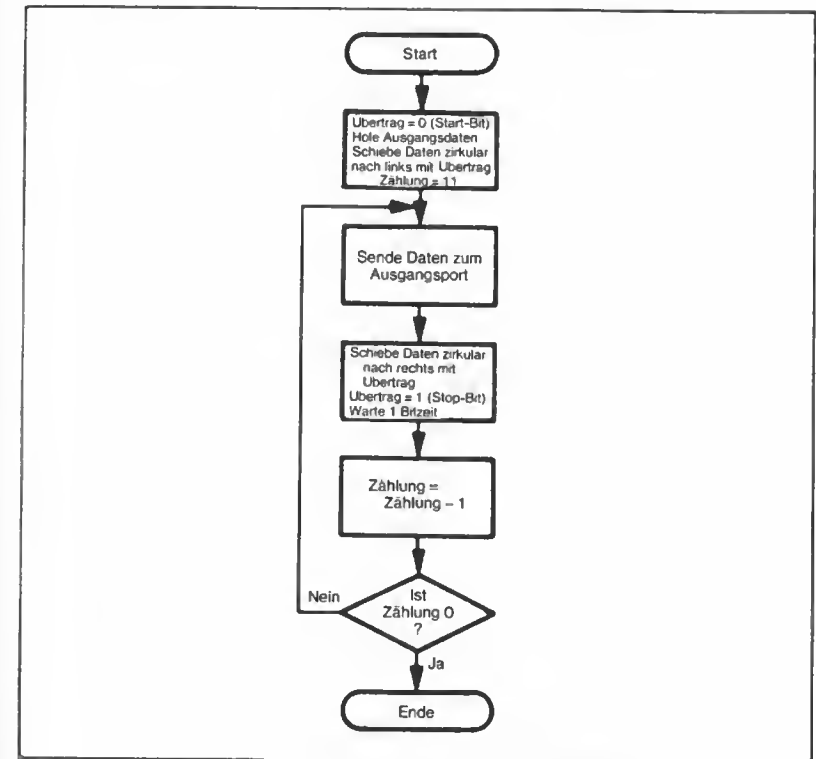 Start
Übertrag = 0 (Start-Bit)
Hole Ausgangsdaten
Schiebe Daten zirkular
nach links mit Übertrag
Zählung = 11
Sende Daten zum
Ausgangsport
Schiebe Daten zirkular
nach rechts mit
Übertrag
Übertrag = 1 (Stop-Bit)
Warte 1 Bitzeit
Zählung =
Zählung – 1
Nein
Ist
Zählung 0
?
Ja
Ende